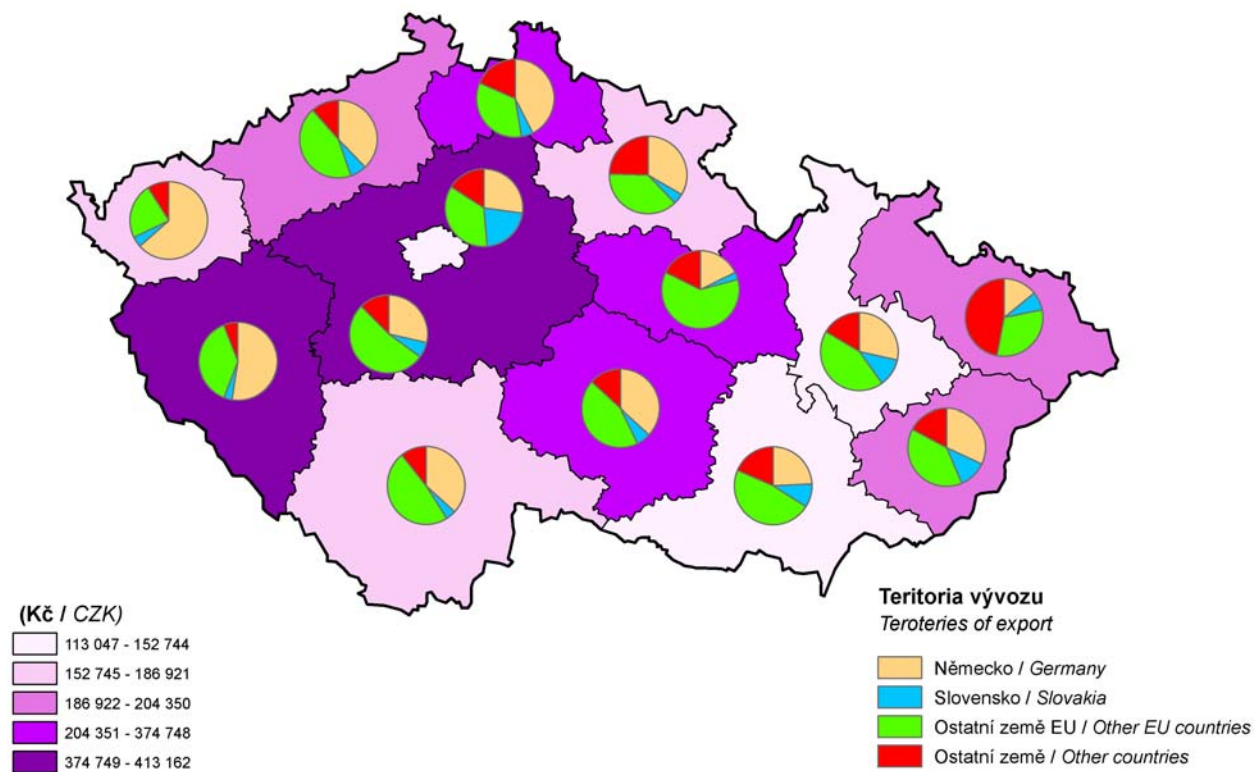 (Kč / CZK)
113 047 - 152 744
152 745 - 186 921
186 922 - 204 350
204 351 - 374 748
374 749 - 413 162
Teritoria vývozu
Teroteries of export
Německo / Germany
Slovensko / Slovakia
Ostatní země EU / Other EU countries
Ostatní země / Other countries